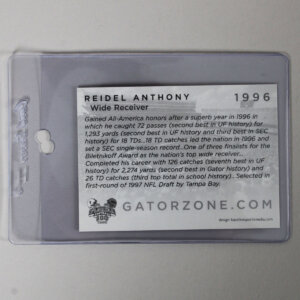 REIDEL ANTHONY 1996
Wide Receiver
Gained All-America honors after a superb year in 1996 in
which he caught 72 passes (second best in UF history) for
1,293 yards (second best in UF history and third best in SEC
history) for 18 TDs...18 TD catches led the nation in 1996 and
set a SEC single-season record...One of three finalists for the
Biletnikoff Award as the nation's top wide receiver...
Completed his career with 126 catches (seventh best in UF
history) for 2,274 yards (second best in Gator history) and
26 TD catches (third top total in school history)...Selected in
first-round of 1997 NFL Draft by Tampa Bay.
GATORZONE.COM